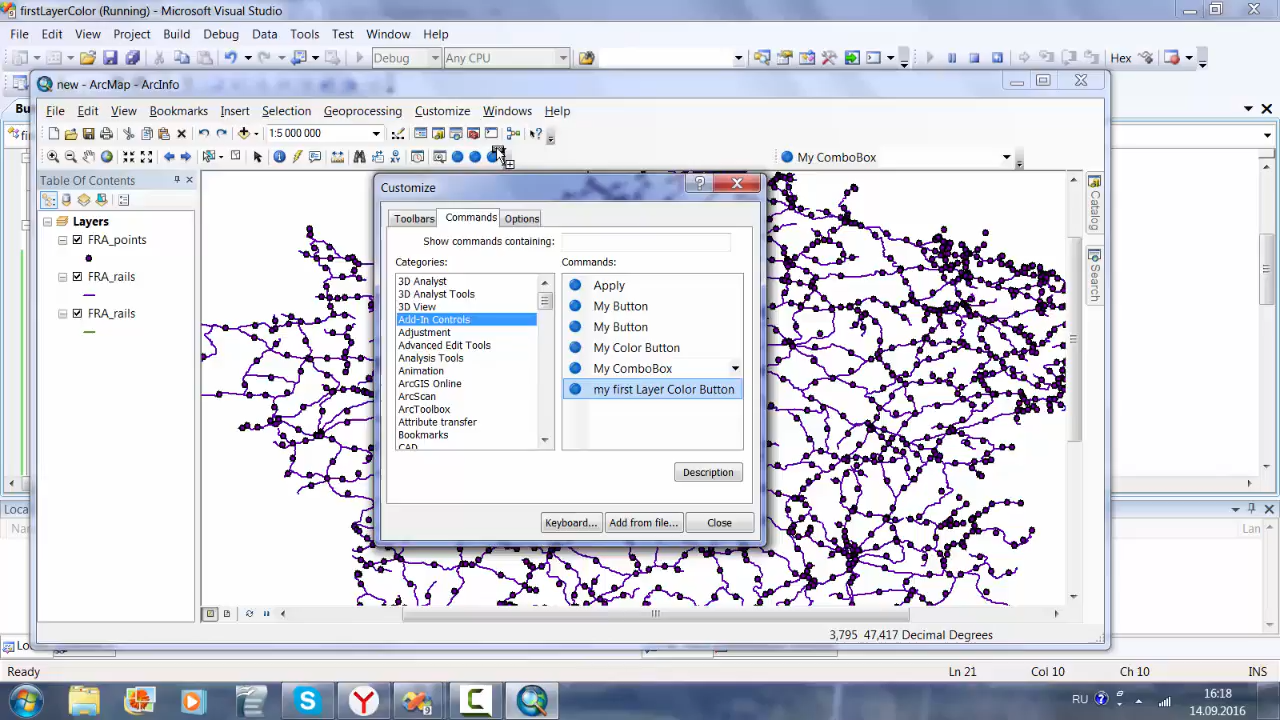 firstLayerColor (Running) - Microsoft Visual Studio
File Edit View Project Build Debug Data Tools Test Window Help
Debug Any CPU Hex
new - ArcMap - ArcInfo
File Edit View Bookmarks Insert Selection Geoprocessing Customize Windows Help
1:5 000 000
My ComboBox
Table Of Contents
Layers
FRA_points
FRA_rails
FRA_rails
Customize
Toolbars Commands Options
Show commands containing:
Categories:
3D Analyst
3D Analyst Tools
3D View
Add-In Controls
Adjustment
Advanced Edit Tools
Analysis Tools
Animation
ArcGIS Online
ArcScan
ArcToolbox
Attribute transfer
Bookmarks
CAD
Commands:
Apply
My Button
My Button
My Color Button
My ComboBox
my first Layer Color Button
Description
Keyboard... Add from file... Close
Catalog
Search
3,795 47,417 Decimal Degrees
Ready Ln 21 Col 10 Ch 10 INS
RU 16:18
14.09.2016